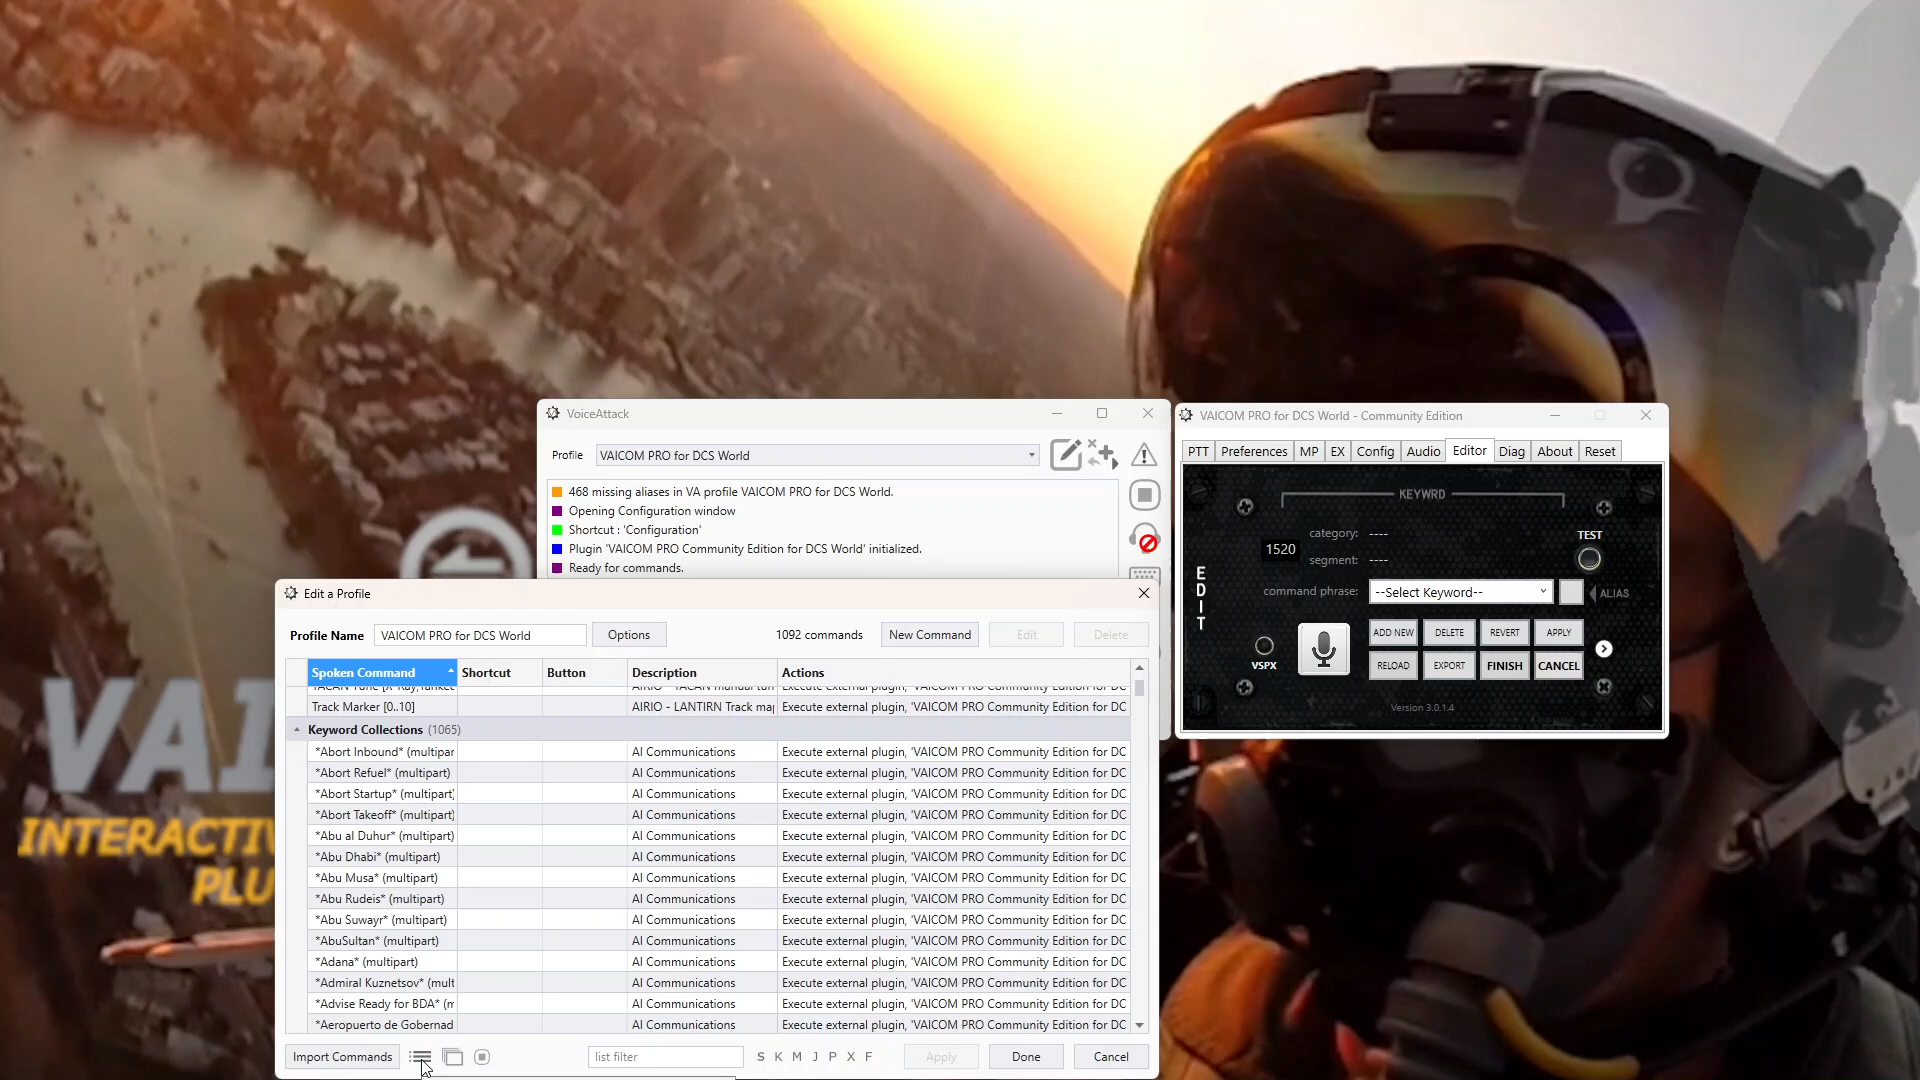 VoiceAttack
Profile
VAICOM PRO for DCS World
468 missing aliases in VA profile VAICOM PRO for DCS World.
Opening Configuration window
Shortcut : 'Configuration'
Plugin 'VAICOM PRO Community Edition for DCS World' initialized.
Ready for commands.
VAICOM PRO for DCS World - Community Edition
PTT Preferences MP EX Config Audio Editor Diag About Reset
KEYWRD
category: ----
TEST
1520
segment: ----
EDIT
command phrase: --Select Keyword-- ALIAS
ADD NEW DELETE REVERT APPLY
VSPX
RELOAD EXPORT FINISH CANCEL
Version 3.0.1.4
Edit a Profile
Profile Name VAICOM PRO for DCS World Options 1092 commands New Command Edit Delete
Spoken Command Shortcut Button Description Actions
Track Marker [0..10] AIRIO - LANTIRN Track ma Execute external plugin, 'VAICOM PRO Community Edition for DC
Keyword Collections (1065)
*Abort Inbound* (multipar AI Communications Execute external plugin, 'VAICOM PRO Community Edition for DC
*Abort Refuel* (multipart) AI Communications Execute external plugin, 'VAICOM PRO Community Edition for DC
*Abort Startup* (multipart) AI Communications Execute external plugin, 'VAICOM PRO Community Edition for DC
*Abort Takeoff* (multipart) AI Communications Execute external plugin, 'VAICOM PRO Community Edition for DC
*Abu al Duhur* (multipart) AI Communications Execute external plugin, 'VAICOM PRO Community Edition for DC
*Abu Dhabi* (multipart) AI Communications Execute external plugin, 'VAICOM PRO Community Edition for DC
*Abu Musa* (multipart) AI Communications Execute external plugin, 'VAICOM PRO Community Edition for DC
*Abu Rudeis* (multipart) AI Communications Execute external plugin, 'VAICOM PRO Community Edition for DC
*Abu Suwayr* (multipart) AI Communications Execute external plugin, 'VAICOM PRO Community Edition for DC
*AbuSultan* (multipart) AI Communications Execute external plugin, 'VAICOM PRO Community Edition for DC
*Adana* (multipart) AI Communications Execute external plugin, 'VAICOM PRO Community Edition for DC
*Admiral Kuznetsov* (mult AI Communications Execute external plugin, 'VAICOM PRO Community Edition for DC
*Advise Ready for BDA* (m AI Communications Execute external plugin, 'VAICOM PRO Community Edition for DC
*Aeropuerto de Gobernad AI Communications Execute external plugin, 'VAICOM PRO Community Edition for DC
Import Commands list filter S K M J P X F Apply Done Cancel
VAI
INTERACTIV
PLU